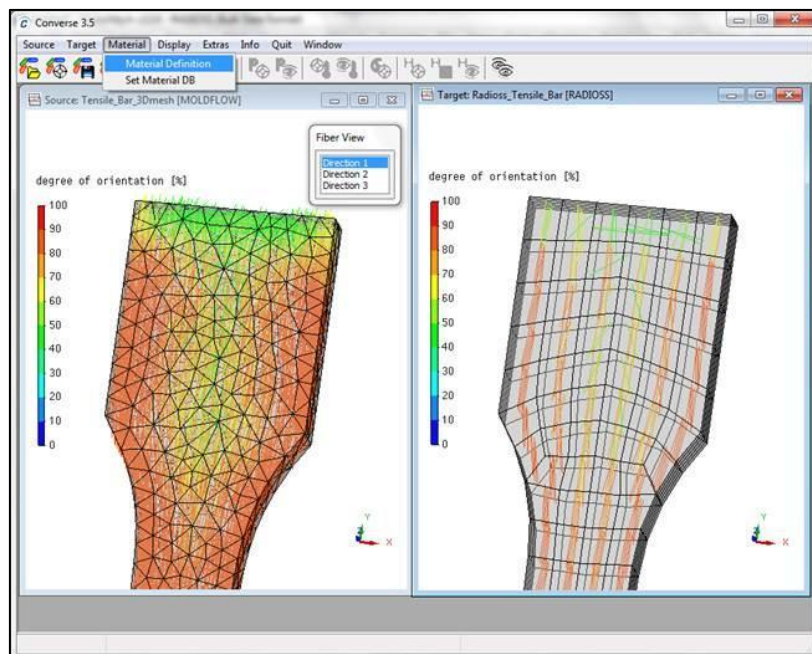 Converse 3.5
Source Target Material Display Extras Info Quit Window
Material Definition
Set Material DB
Source: Tensile_Bar_3Dmesh [MOLDFLOW]
Target: Radioss_Tensile_Bar [RADIOSS]
Fiber View
Direction 1
Direction 2
Direction 3
degree of orientation [%]
100
90
80
70
60
50
40
30
20
10
0
Y
X
degree of orientation [%]
100
90
80
70
60
50
40
30
20
10
0
Y
X